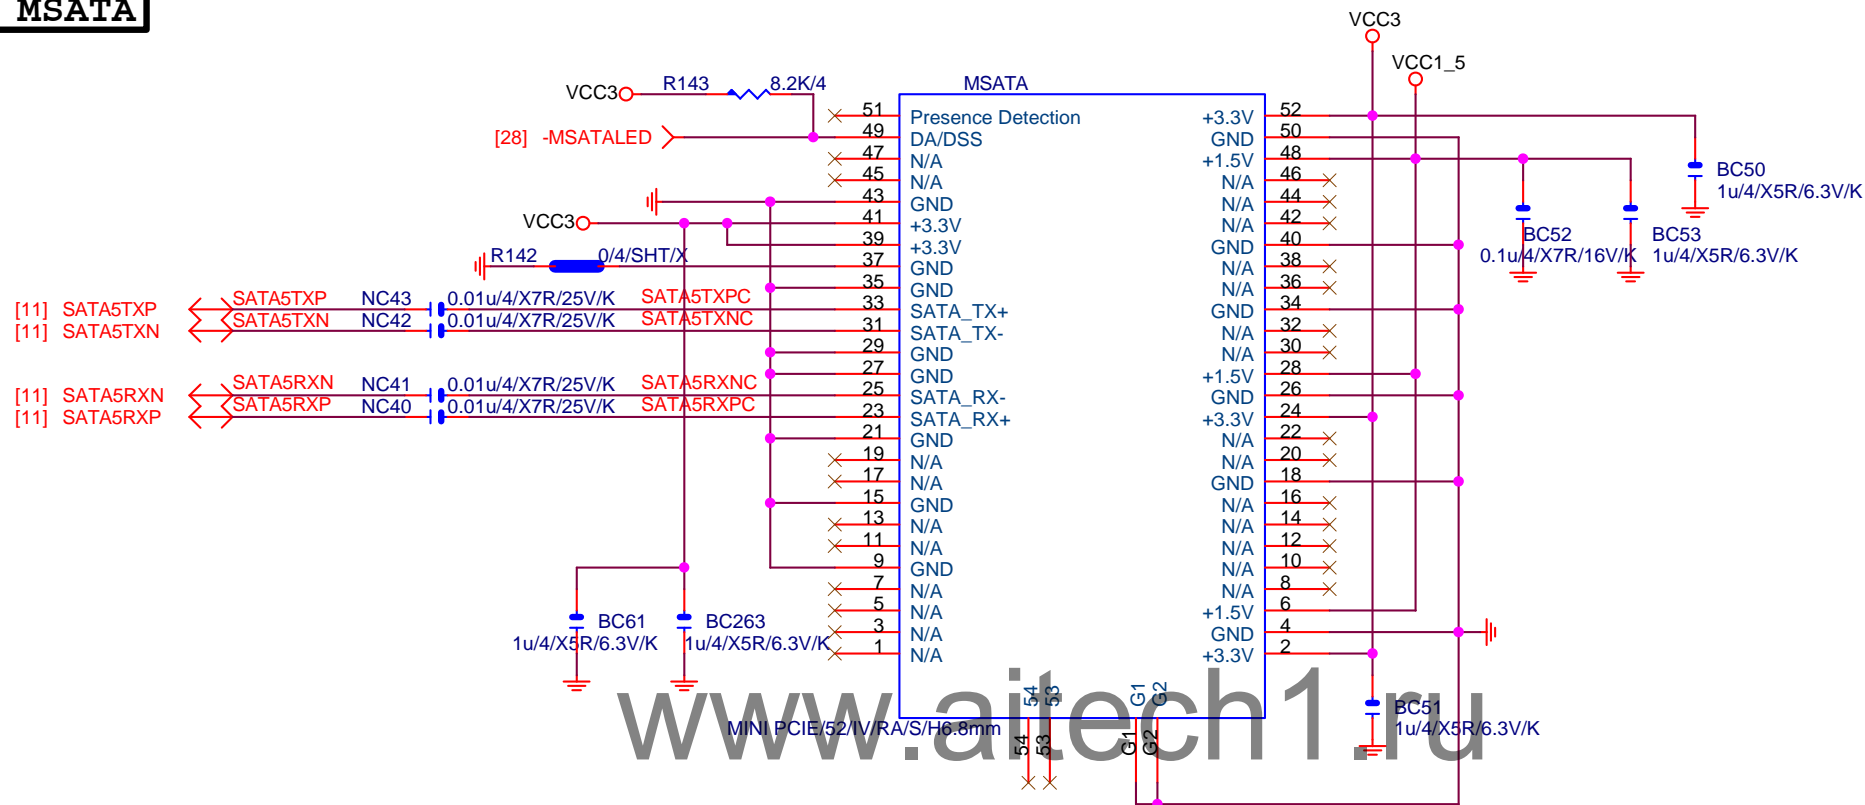 MSATA
VCC3
VCC1_5
VCC3 R143 8.2K/4
[28] -MSATALED
VCC3
R142 0/4/SHT/X
[11] SATA5TXP SATA5TXP NC43 0.01u/4/X7R/25V/K SATA5TXPC
[11] SATA5TXN SATA5TXN NC42 0.01u/4/X7R/25V/K SATA5TXNC
[11] SATA5RXN SATA5RXN NC41 0.01u/4/X7R/25V/K SATA5RXNC
[11] SATA5RXP SATA5RXP NC40 0.01u/4/X7R/25V/K SATA5RXPC
BC61
1u/4/X5R/6.3V/K
BC263
1u/4/X5R/6.3V/K
MSATA
51 Presence Detection +3.3V 52
49 DA/DSS GND 50
47 N/A +1.5V 48
45 N/A N/A 46
43 GND N/A 44
41 +3.3V N/A 42
39 +3.3V GND 40
37 GND N/A 38
35 GND N/A 36
33 SATA_TX+ GND 34
31 SATA_TX- N/A 32
29 GND N/A 30
27 GND +1.5V 28
25 SATA_RX- GND 26
23 SATA_RX+ +3.3V 24
21 GND N/A 22
19 N/A N/A 20
17 N/A GND 18
15 GND N/A 16
13 N/A N/A 14
11 N/A N/A 12
9 GND N/A 10
7 N/A N/A 8
5 N/A +1.5V 6
3 N/A GND 4
1 N/A +3.3V 2
54 53 G1 G2
MINI PCIE/52/IV/RA/S/H6.8mm
54 53 G1 G2
BC50
1u/4/X5R/6.3V/K
BC52
0.1u/4/X7R/16V/K
BC53
1u/4/X5R/6.3V/K
BC51
1u/4/X5R/6.3V/K
www.aitech1.ru